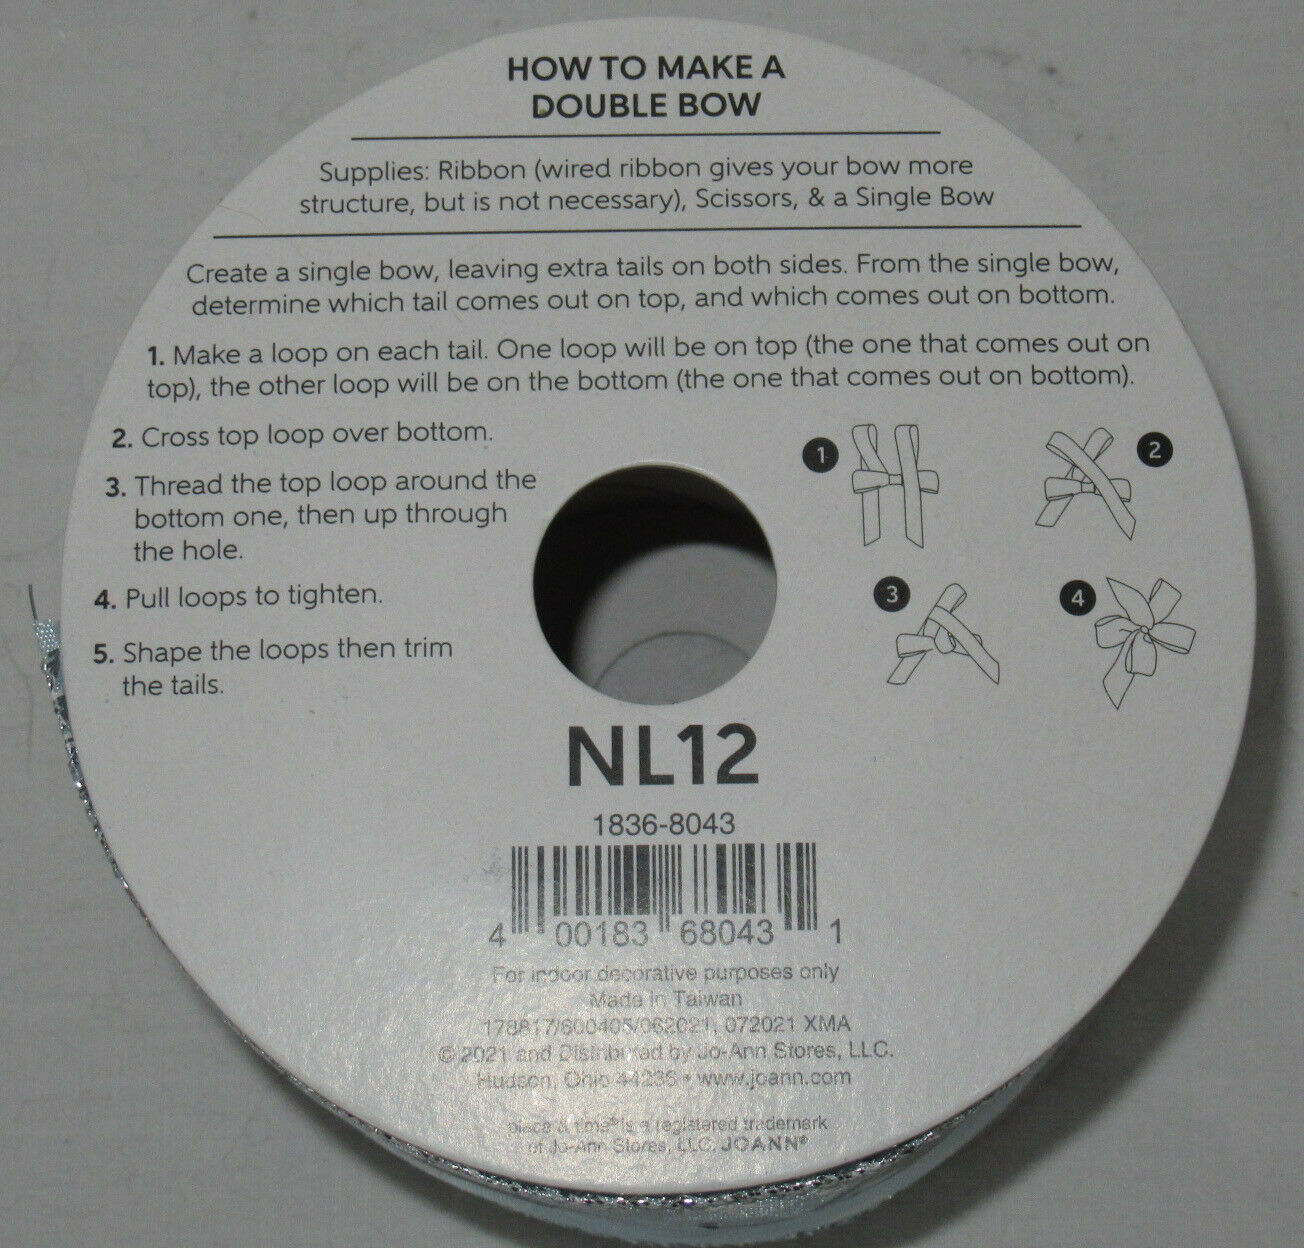 HOW TO MAKE A
DOUBLE BOW
Supplies: Ribbon (wired ribbon gives your bow more
structure, but is not necessary), Scissors, & a Single Bow
Create a single bow, leaving extra tails on both sides. From the single bow,
determine which tail comes out on top, and which comes out on bottom.
1. Make a loop on each tail. One loop will be on top (the one that comes out on
top), the other loop will be on the bottom (the one that comes out on bottom).
2. Cross top loop over bottom.
3. Thread the top loop around the
bottom one, then up through
the hole.
4. Pull loops to tighten.
5. Shape the loops then trim
the tails.
1
2
3
4
NL12
1836-8043
4 00183 68043 1
For indoor decorative purposes only
Made in Taiwan
178817/600405/062021, 072021 XMA
© 2021 and Distributed by Jo-Ann Stores, LLC.
Hudson, Ohio 44236 • www.joann.com
place & time® is a registered trademark
of Jo-Ann Stores, LLC. JOANN®